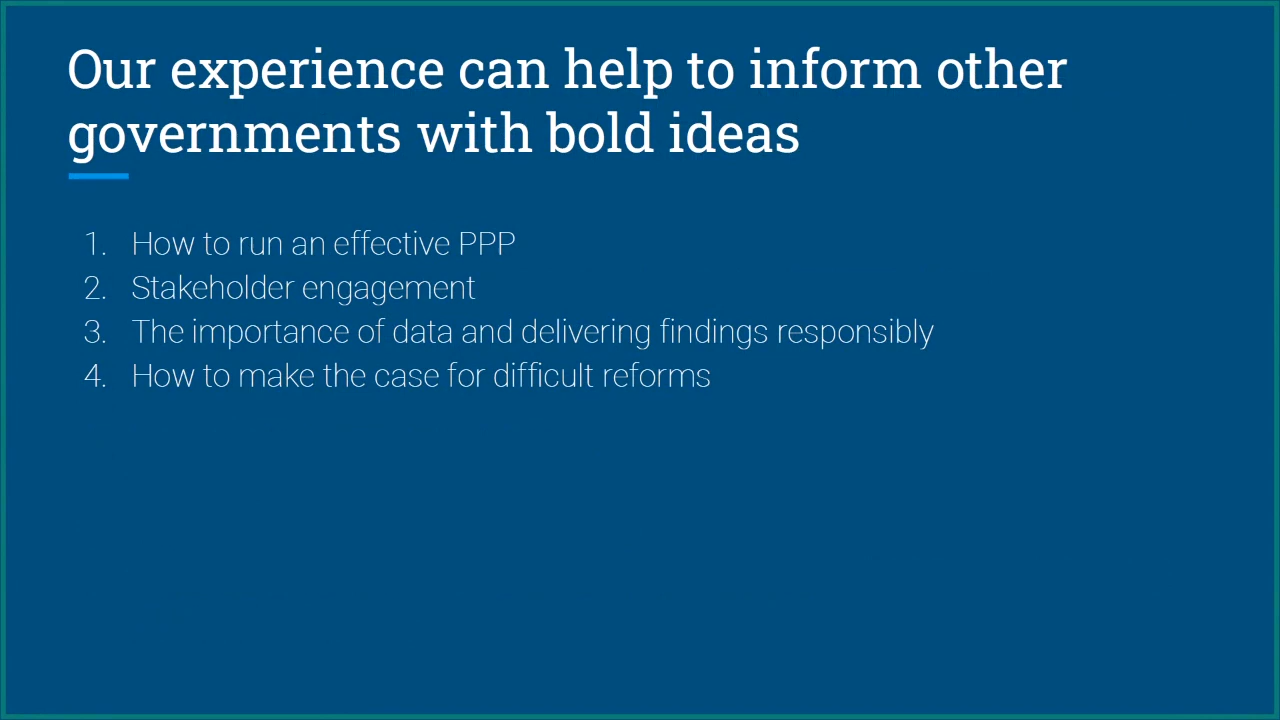 Our experience can help to inform other
governments with bold ideas
1. How to run an effective PPP
2. Stakeholder engagement
3. The importance of data and delivering findings responsibly
4. How to make the case for difficult reforms